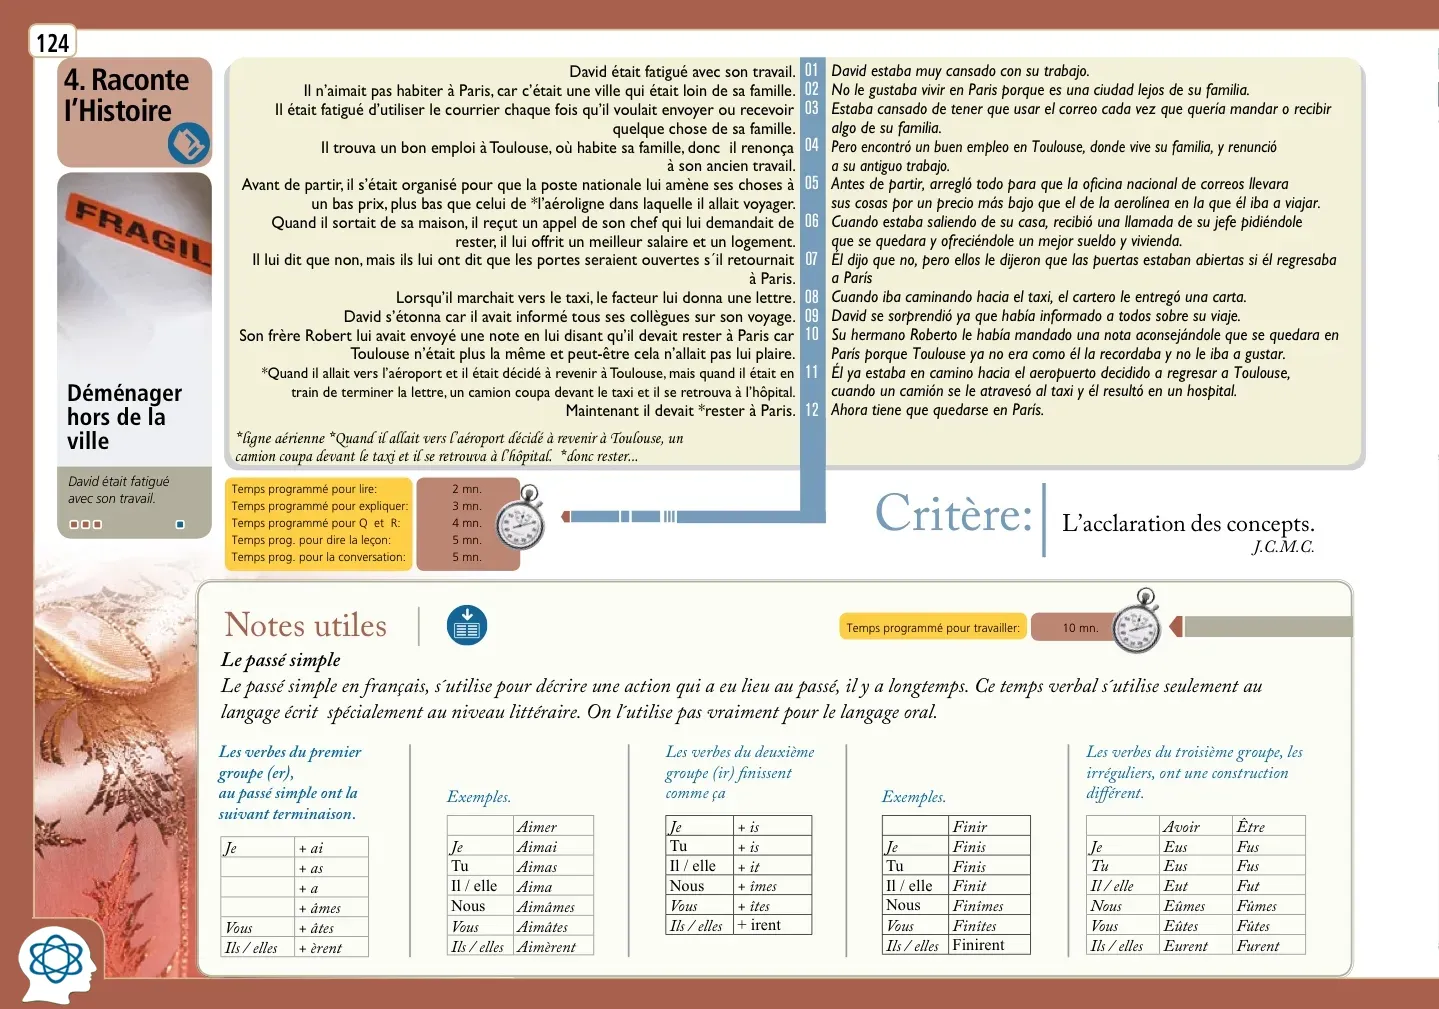 124
4. Raconte
l’Histoire
FRAGIL
Déménager
hors de la
ville
David était fatigué
avec son travail.
David était fatigué avec son travail. 01 David estaba muy cansado con su trabajo.
Il n’aimait pas habiter à Paris, car c’était une ville qui était loin de sa famille. 02 No le gustaba vivir en Paris porque es una ciudad lejos de su familia.
Il était fatigué d’utiliser le courrier chaque fois qu’il voulait envoyer ou recevoir 03 Estaba cansado de tener que usar el correo cada vez que quería mandar o recibir
quelque chose de sa famille. algo de su familia.
Il trouva un bon emploi à Toulouse, où habite sa famille, donc il renonça 04 Pero encontró un buen empleo en Toulouse, donde vive su familia, y renunció
à son ancien travail. a su antiguo trabajo.
Avant de partir, il s’était organisé pour que la poste nationale lui amène ses choses à 05 Antes de partir, arregló todo para que la oficina nacional de correos llevara
un bas prix, plus bas que celui de *l’aéroligne dans laquelle il allait voyager. sus cosas por un precio más bajo que el de la aerolínea en la que él iba a viajar.
Quand il sortait de sa maison, il reçut un appel de son chef qui lui demandait de 06 Cuando estaba saliendo de su casa, recibió una llamada de su jefe pidiéndole
rester, il lui offrit un meilleur salaire et un logement. que se quedara y ofreciéndole un mejor sueldo y vivienda.
Il lui dit que non, mais ils lui ont dit que les portes seraient ouvertes s´il retournait 07 Él dijo que no, pero ellos le dijeron que las puertas estaban abiertas si él regresaba
à Paris. a París
Lorsqu’il marchait vers le taxi, le facteur lui donna une lettre. 08 Cuando iba caminando hacia el taxi, el cartero le entregó una carta.
David s’étonna car il avait informé tous ses collègues sur son voyage. 09 David se sorprendió ya que había informado a todos sobre su viaje.
Son frère Robert lui avait envoyé une note en lui disant qu’il devait rester à Paris car 10 Su hermano Roberto le había mandado una nota aconsejándole que se quedara en
Toulouse n’était plus la même et peut-être cela n’allait pas lui plaire. París porque Toulouse ya no era como él la recordaba y no le iba a gustar.
*Quand il allait vers l’aéroport et il était décidé à revenir à Toulouse, mais quand il était en 11 Él ya estaba en camino hacia el aeropuerto decidido a regresar a Toulouse,
train de terminer la lettre, un camion coupa devant le taxi et il se retrouva à l’hôpital. cuando un camión se le atravesó al taxi y él resultó en un hospital.
Maintenant il devait *rester à Paris. 12 Ahora tiene que quedarse en París.
*ligne aérienne *Quand il allait vers l’aéroport décidé à revenir à Toulouse, un
camion coupa devant le taxi et il se retrouva à l’hôpital. *donc rester...
Temps programmé pour lire: 2 mn.
Temps programmé pour expliquer: 3 mn.
Temps programmé pour Q et R: 4 mn.
Temps prog. pour dire la leçon: 5 mn.
Temps prog. pour la conversation: 5 mn.
Critère:
L’acclaration des concepts.
J.C.M.C.
Notes utiles
Temps programmé pour travailler: 10 mn.
Le passé simple
Le passé simple en français, s´utilise pour décrire une action qui a eu lieu au passé, il y a longtemps. Ce temps verbal s´utilise seulement au
langage écrit spécialement au niveau littéraire. On l´utilise pas vraiment pour le langage oral.
Les verbes du premier
groupe (er),
au passé simple ont la
suivant terminaison.
Je + ai
+ as
+ a
+ âmes
Vous + âtes
Ils / elles + èrent
Exemples.
Aimer
Je Aimai
Tu Aimas
Il / elle Aima
Nous Aimâmes
Vous Aimâtes
Ils / elles Aimèrent
Les verbes du deuxième
groupe (ir) finissent
comme ça
Je + is
Tu + is
Il / elle + it
Nous + îmes
Vous + ites
Ils / elles + irent
Exemples.
Finir
Je Finis
Tu Finis
Il / elle Finit
Nous Finîmes
Vous Finîtes
Ils / elles Finirent
Les verbes du troisième groupe, les
irréguliers, ont une construction
différent.
Avoir Être
Je Eus Fus
Tu Eus Fus
Il / elle Eut Fut
Nous Eûmes Fûmes
Vous Eûtes Fûtes
Ils / elles Eurent Furent